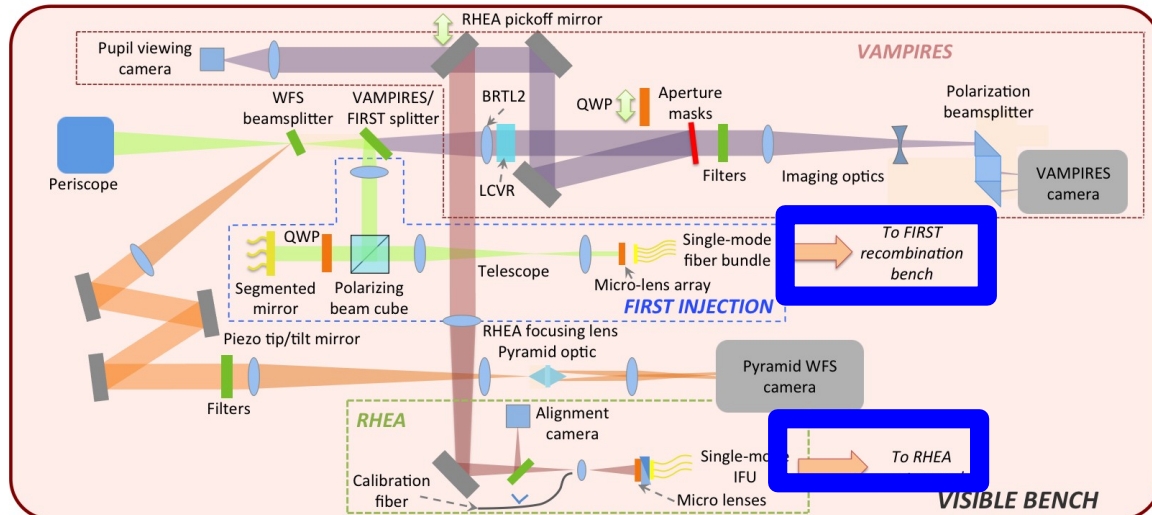 RHEA pickoff mirror
Pupil viewing
camera
VAMPIRES
WFS
beamsplitter
VAMPIRES/
FIRST splitter
BRTL2
QWP
Aperture
masks
Polarization
beamsplitter
Periscope
LCVR
Filters
Imaging optics
VAMPIRES
camera
QWP
Segmented
mirror
Polarizing
beam cube
Telescope
Single-mode
fiber bundle
Micro-lens array
FIRST INJECTION
To FIRST
recombination
bench
RHEA focusing lens
Piezo tip/tilt mirror
Pyramid optic
Filters
Pyramid WFS
camera
RHEA
Alignment
camera
Calibration
fiber
Single-mode
IFU
Micro lenses
To RHEA
VISIBLE BENCH